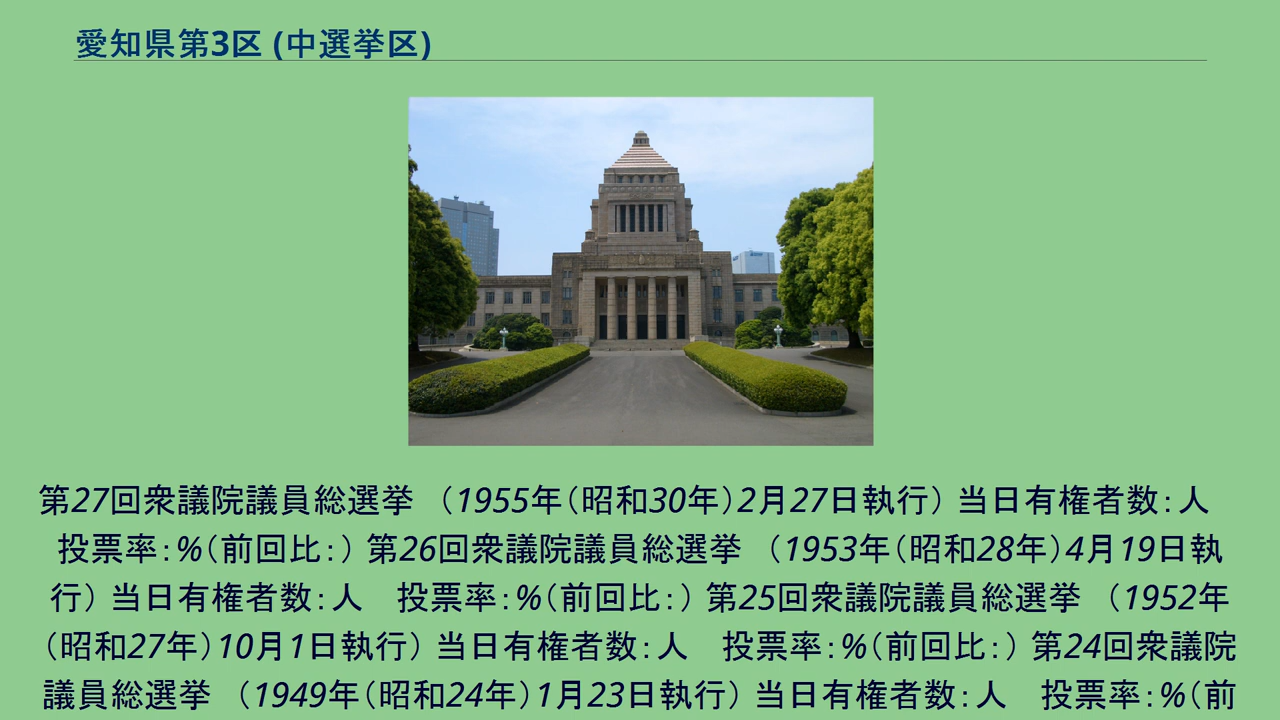 愛知県第3区 (中選挙区)
第27回衆議院議員総選挙　（1955年（昭和30年）2月27日執行） 当日有権者数：人
投票率：%（前回比：） 第26回衆議院議員総選挙　（1953年（昭和28年）4月19日執
行） 当日有権者数：人　投票率：%（前回比：） 第25回衆議院議員総選挙　（1952年
（昭和27年）10月1日執行） 当日有権者数：人　投票率：%（前回比：） 第24回衆議院
議員総選挙　（1949年（昭和24年）1月23日執行） 当日有権者数：人　投票率：%（前